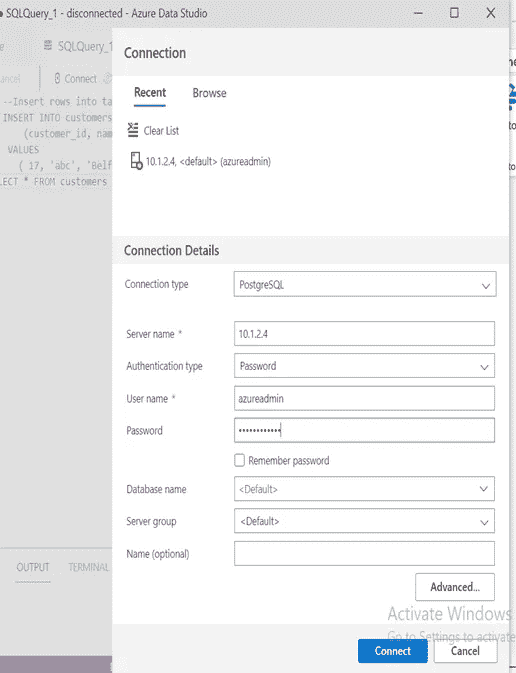 SQLQuery_1 - disconnected - Azure Data Studio
SQLQuery_1
Connect
--Insert rows into ta
INSERT INTO customers
(customer_id, nam
VALUES
( 17, 'abc', 'Belf
LECT * FROM customers
Connection
Recent Browse
Clear List
10.1.2.4, <default> (azureadmin)
Connection Details
Connection type PostgreSQL
Server name * 10.1.2.4
Authentication type Password
User name * azureadmin
Password ••••••••••••
Remember password
Database name <Default>
Server group <Default>
Name (optional)
OUTPUT TERMINAL
Advanced...
Activate Windows
Go to Settings to activate
Connect Cancel